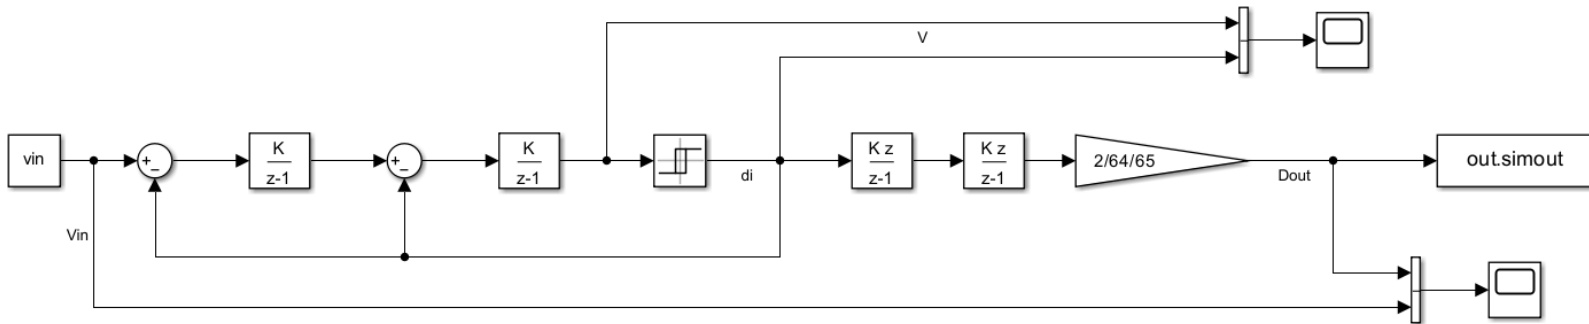 V
vin
+
−
K
z-1
+
−
K
z-1
di
K z
z-1
K z
z-1
2/64/65
Dout
out.simout
Vin